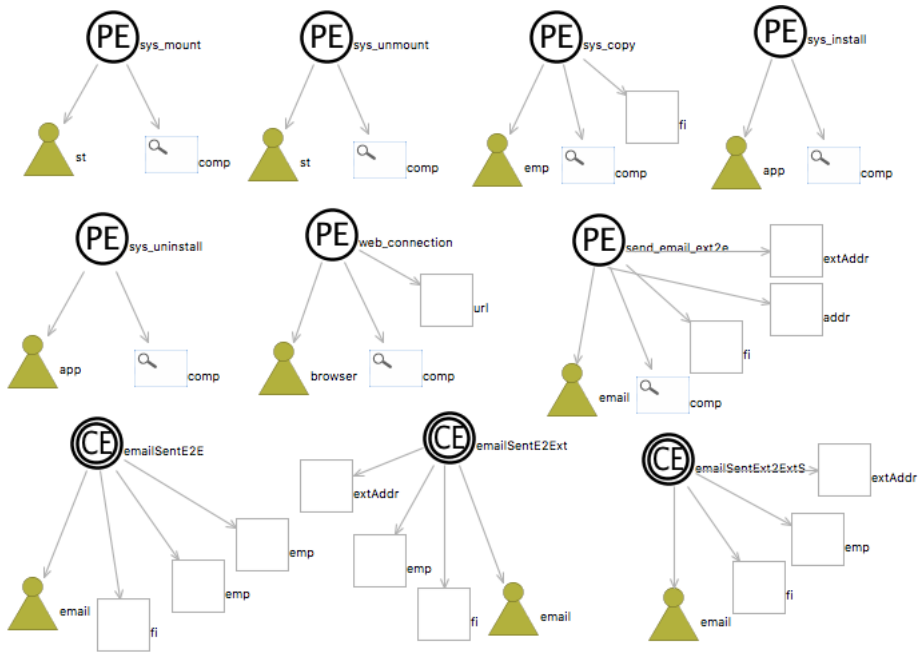 PE sys_mount
st
comp
PE sys_unmount
st
comp
PE sys_copy
emp
comp
fi
PE sys_install
app
comp
PE sys_uninstall
app
comp
PE web_connection
browser
comp
url
PE send_email_ext2e
extAddr
addr
fi
email
comp
CE emailSentE2E
email
fi
emp
emp
CE emailSentE2Ext
extAddr
emp
fi
email
CE emailSentExt2ExtS
extAddr
emp
fi
email